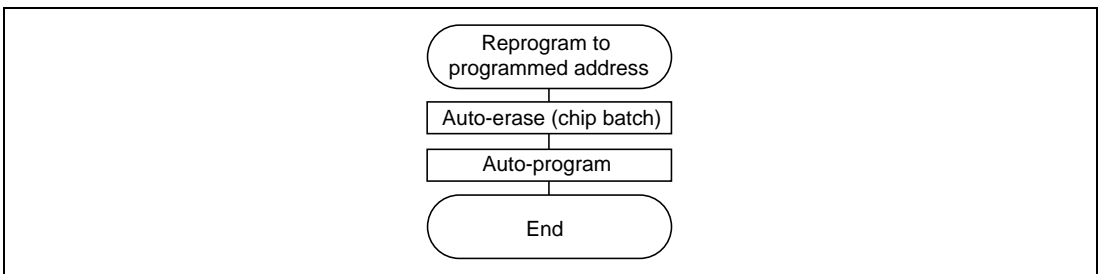 Reprogram to
programmed address
Auto-erase (chip batch)
Auto-program
End